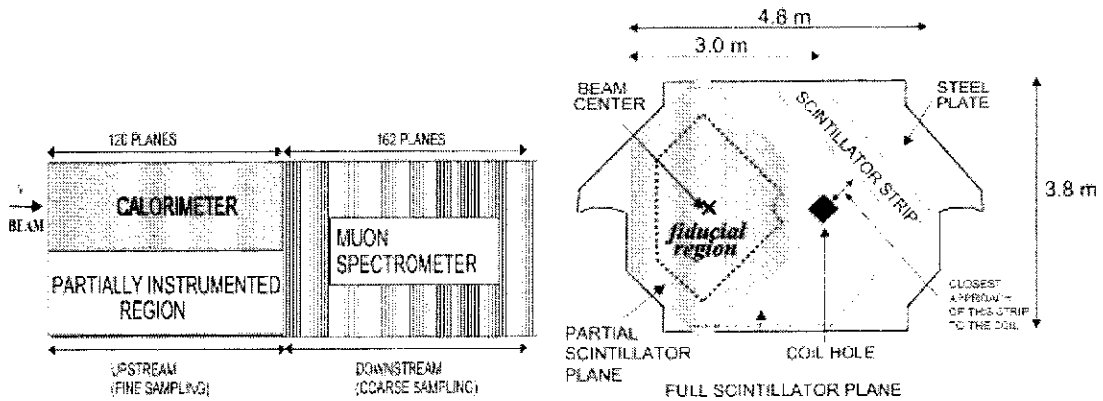 120 PLANES
162 PLANES
BEAM
CALORIMETER
PARTIALLY INSTRUMENTED
REGION
MUON
SPECTROMETER
UPSTREAM
(FINE SAMPLING)
DOWNSTREAM
(COARSE SAMPLING)
4.8 m
3.0 m
BEAM
CENTER
SCINTILLATOR STRIP
STEEL
PLATE
3.8 m
fiducial
region
CLOSEST
APPROACH
OF THIS STRIP
TO THE COIL
PARTIAL
SCINTILLATOR
PLANE
COIL HOLE
FULL SCINTILLATOR PLANE